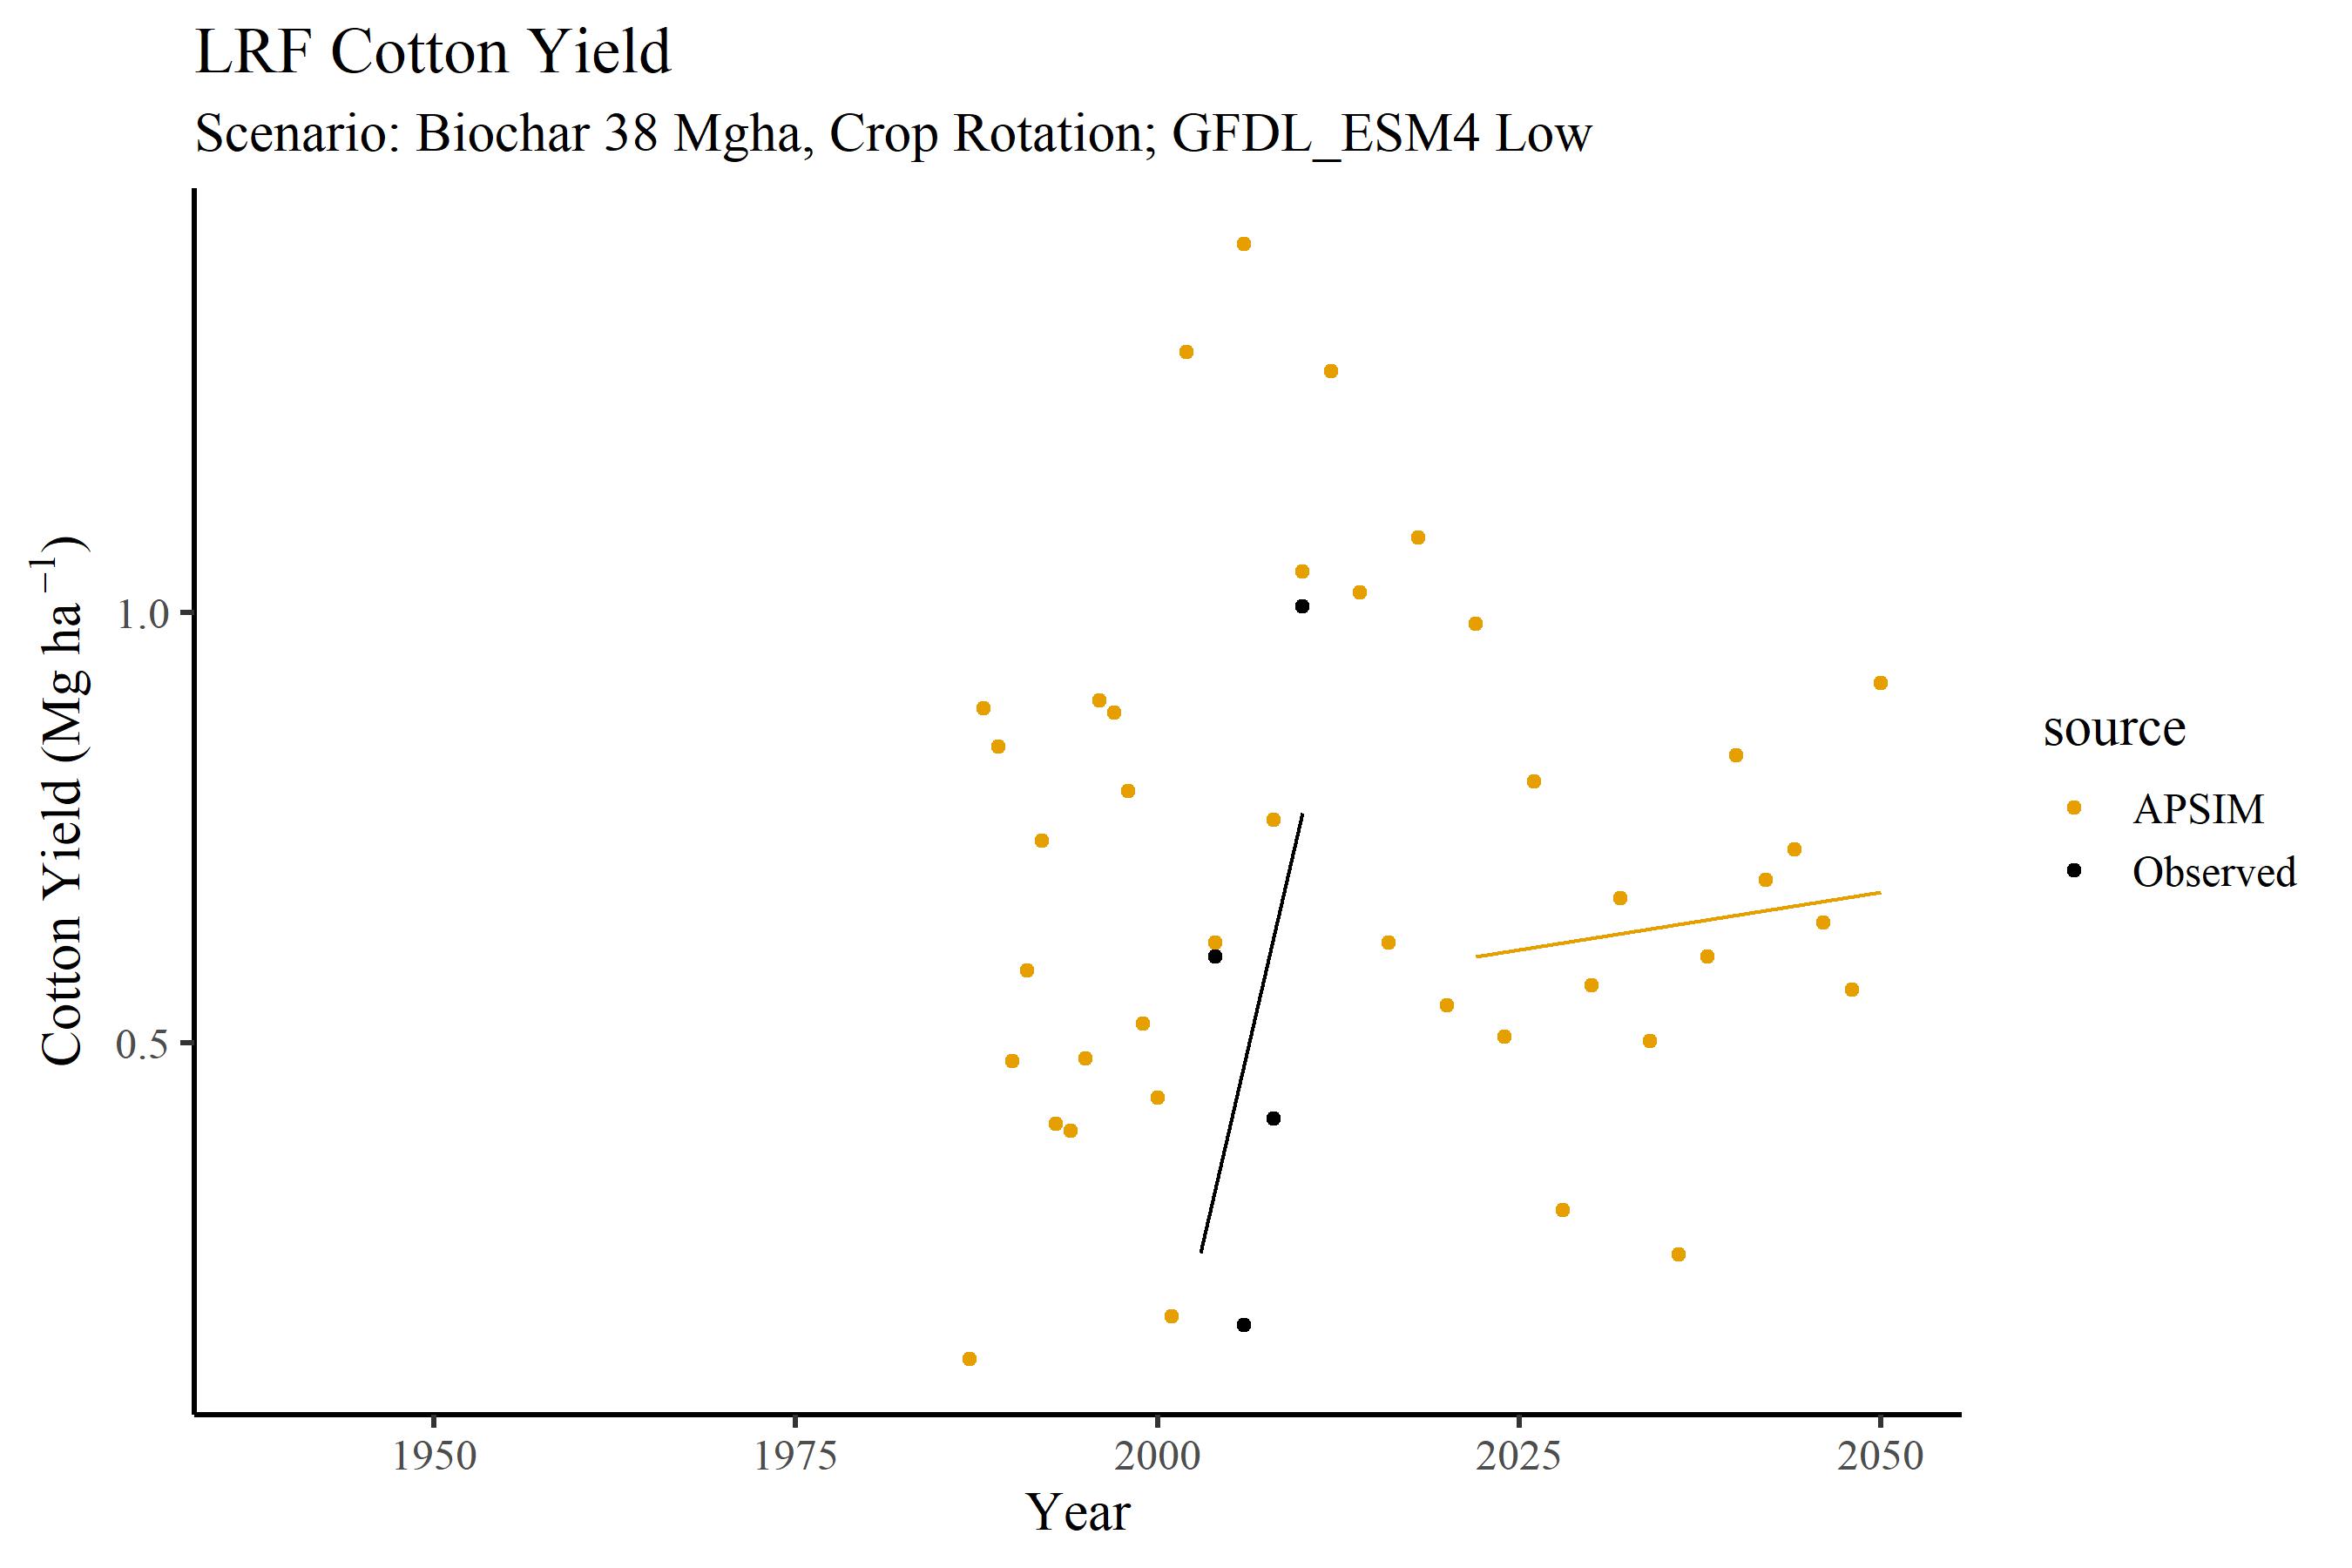 LRF Cotton Yield
Scenario: Biochar 38 Mgha, Crop Rotation; GFDL_ESM4 Low
Cotton Yield (Mg ha⁻¹)
1.0
0.5
1950 1975 2000 2025 2050
Year
source
APSIM
Observed